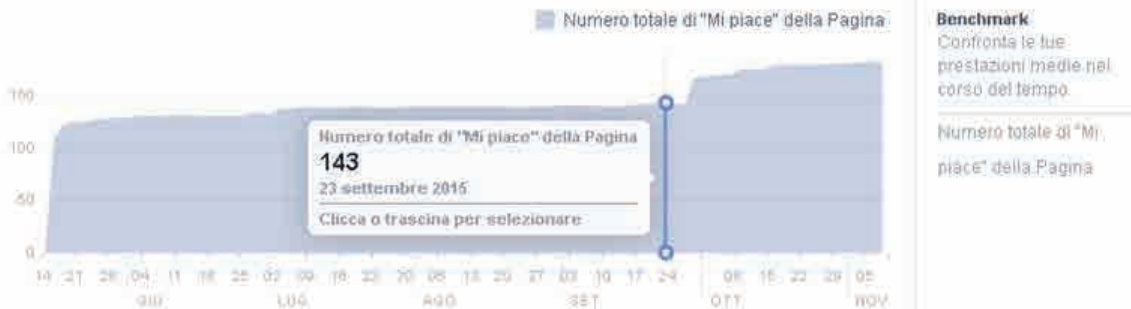 Numero totale di "Mi piace" della Pagina
150
100
50
0
Numero totale di "Mi piace" della Pagina
143
23 settembre 2015
Clicca o trascina per selezionare
14 21 28 04 11 18 25 02 09 16 23 30 06 13 20 27 03 10 17 24 08 15 22 29 05
GIU LUG AGO SET OTT NOV
Benchmark
Confronta le tue
prestazioni medie nel
corso del tempo.
Numero totale di "Mi
piace" della Pagina